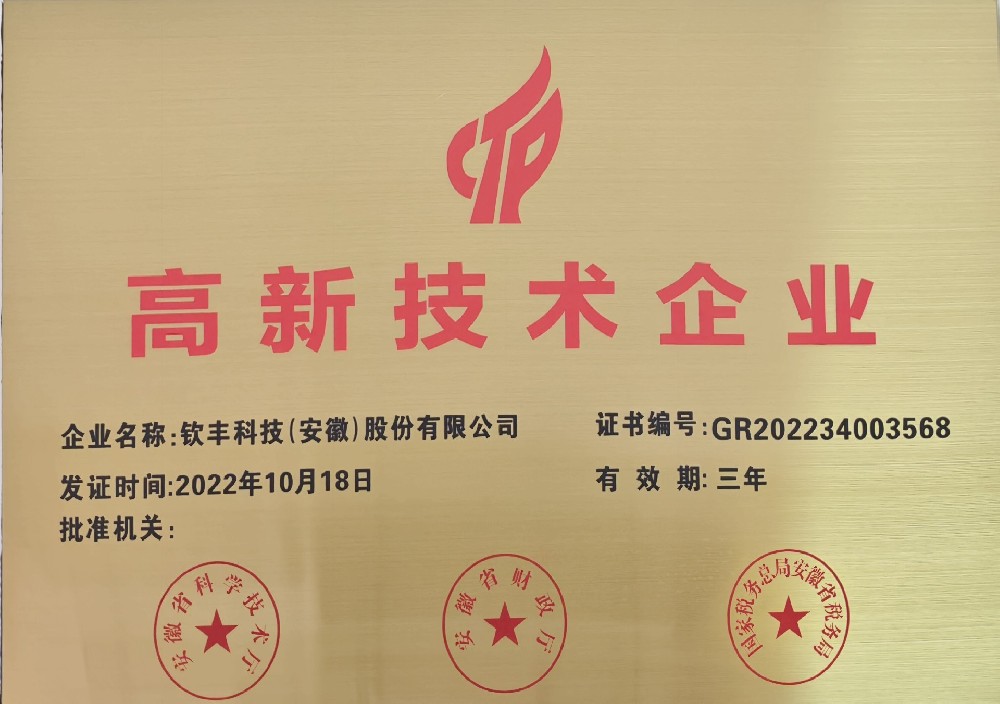 CTP
高新技术企业
企业名称:钦丰科技(安徽)股份有限公司
证书编号:GR202234003568
发证时间:2022年10月18日
有 效 期: 三年
批准机关:
安徽省科学技术厅
安徽省财政厅
国家税务总局安徽省税务局